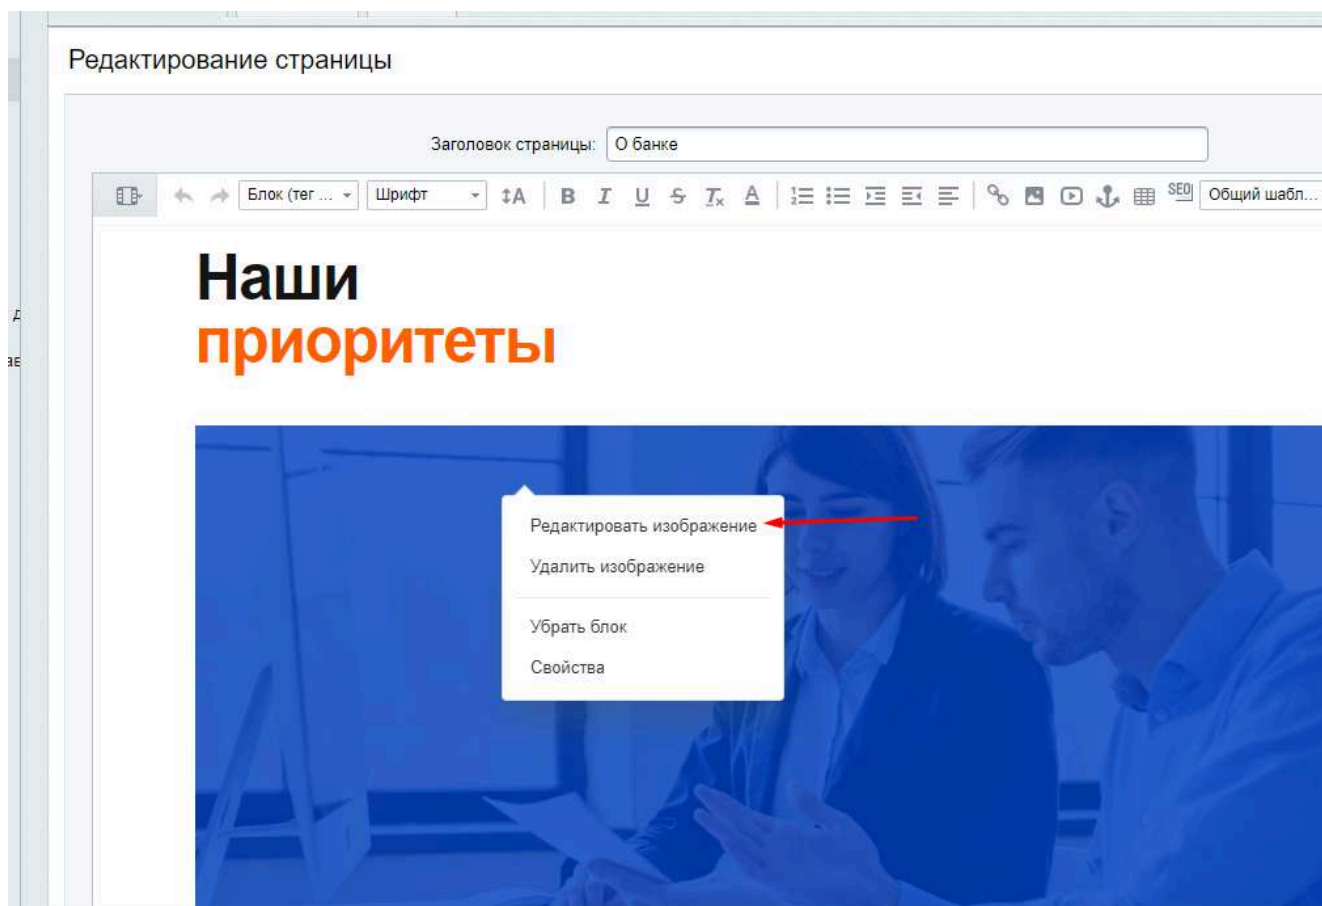 Редактирование страницы
Заголовок страницы: О банке
Блок (тег ... Шрифт SEO Общий шабл...
Наши
приоритеты
Редактировать изображение
Удалить изображение
Убрать блок
Свойства